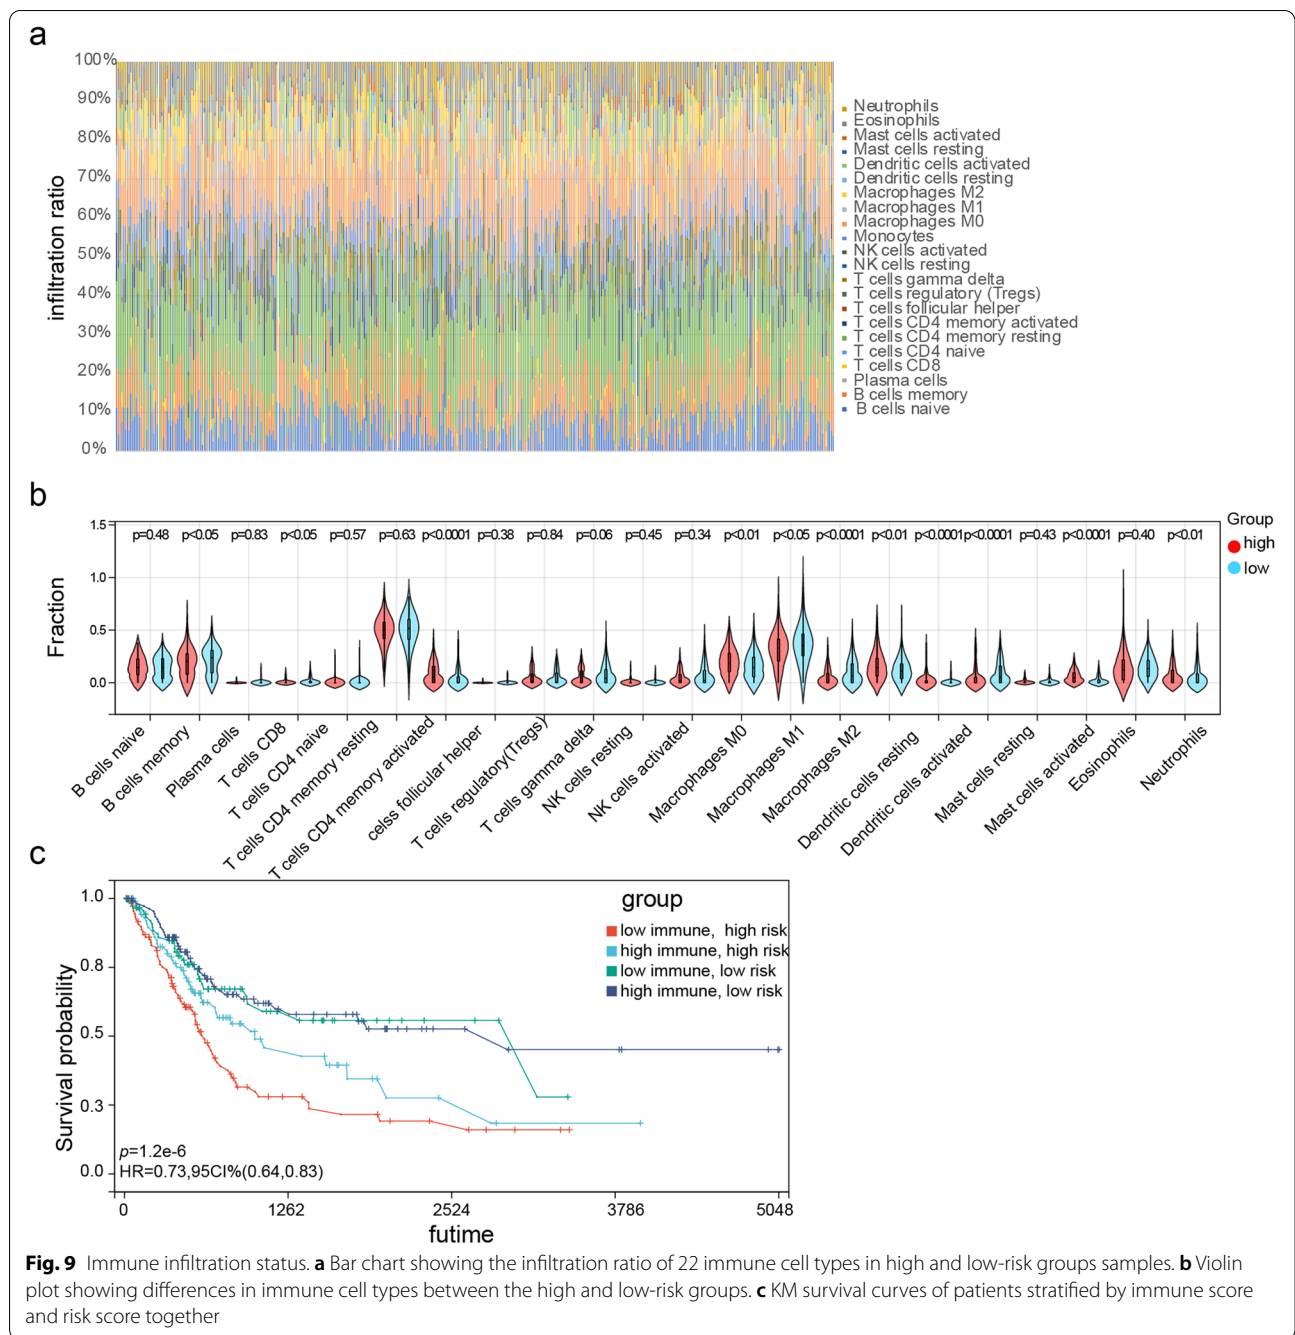 a
100%
90%
80%
70%
60%
50%
40%
30%
20%
10%
0%
infiltration ratio
Neutrophils
Eosinophils
Mast cells activated
Mast cells resting
Dendritic cells activated
Dendritic cells resting
Macrophages M2
Macrophages M1
Macrophages M0
Monocytes
NK cells activated
NK cells resting
T cells gamma delta
T cells regulatory (Tregs)
T cells follicular helper
T cells CD4 memory activated
T cells CD4 memory resting
T cells CD4 naive
T cells CD8
Plasma cells
B cells memory
B cells naive
b
1.5
1.0
0.5
0.0
Fraction
p=0.48 p<0.05 p=0.83 p<0.05 p=0.57 p=0.63 p<0.0001 p=0.38 p=0.84 p=0.06 p=0.45 p=0.34 p<0.01 p<0.05 p<0.0001 p<0.01 p<0.0001 p<0.0001 p=0.43 p<0.0001 p=0.40 p<0.01
Group
high
low
B cells naive
B cells memory
Plasma cells
T cells CD8
T cells CD4 naive
T cells CD4 memory resting
T cells CD4 memory activated
celss follicular helper
T cells regulatory(Tregs)
T cells gamma delta
NK cells resting
NK cells activated
Macrophages M0
Macrophages M1
Macrophages M2
Dendritic cells resting
Dendritic cells activated
Mast cells resting
Mast cells activated
Eosinophils
Neutrophils
c
1.0
0.8
0.5
0.3
0.0
Survival probability
group
low immune, high risk
high immune, high risk
low immune, low risk
high immune, low risk
p=1.2e-6
HR=0.73,95CI%(0.64,0.83)
0 1262 2524 3786 5048
futime
Fig. 9 Immune infiltration status. a Bar chart showing the infiltration ratio of 22 immune cell types in high and low-risk groups samples. b Violin
plot showing differences in immune cell types between the high and low-risk groups. c KM survival curves of patients stratified by immune score
and risk score together